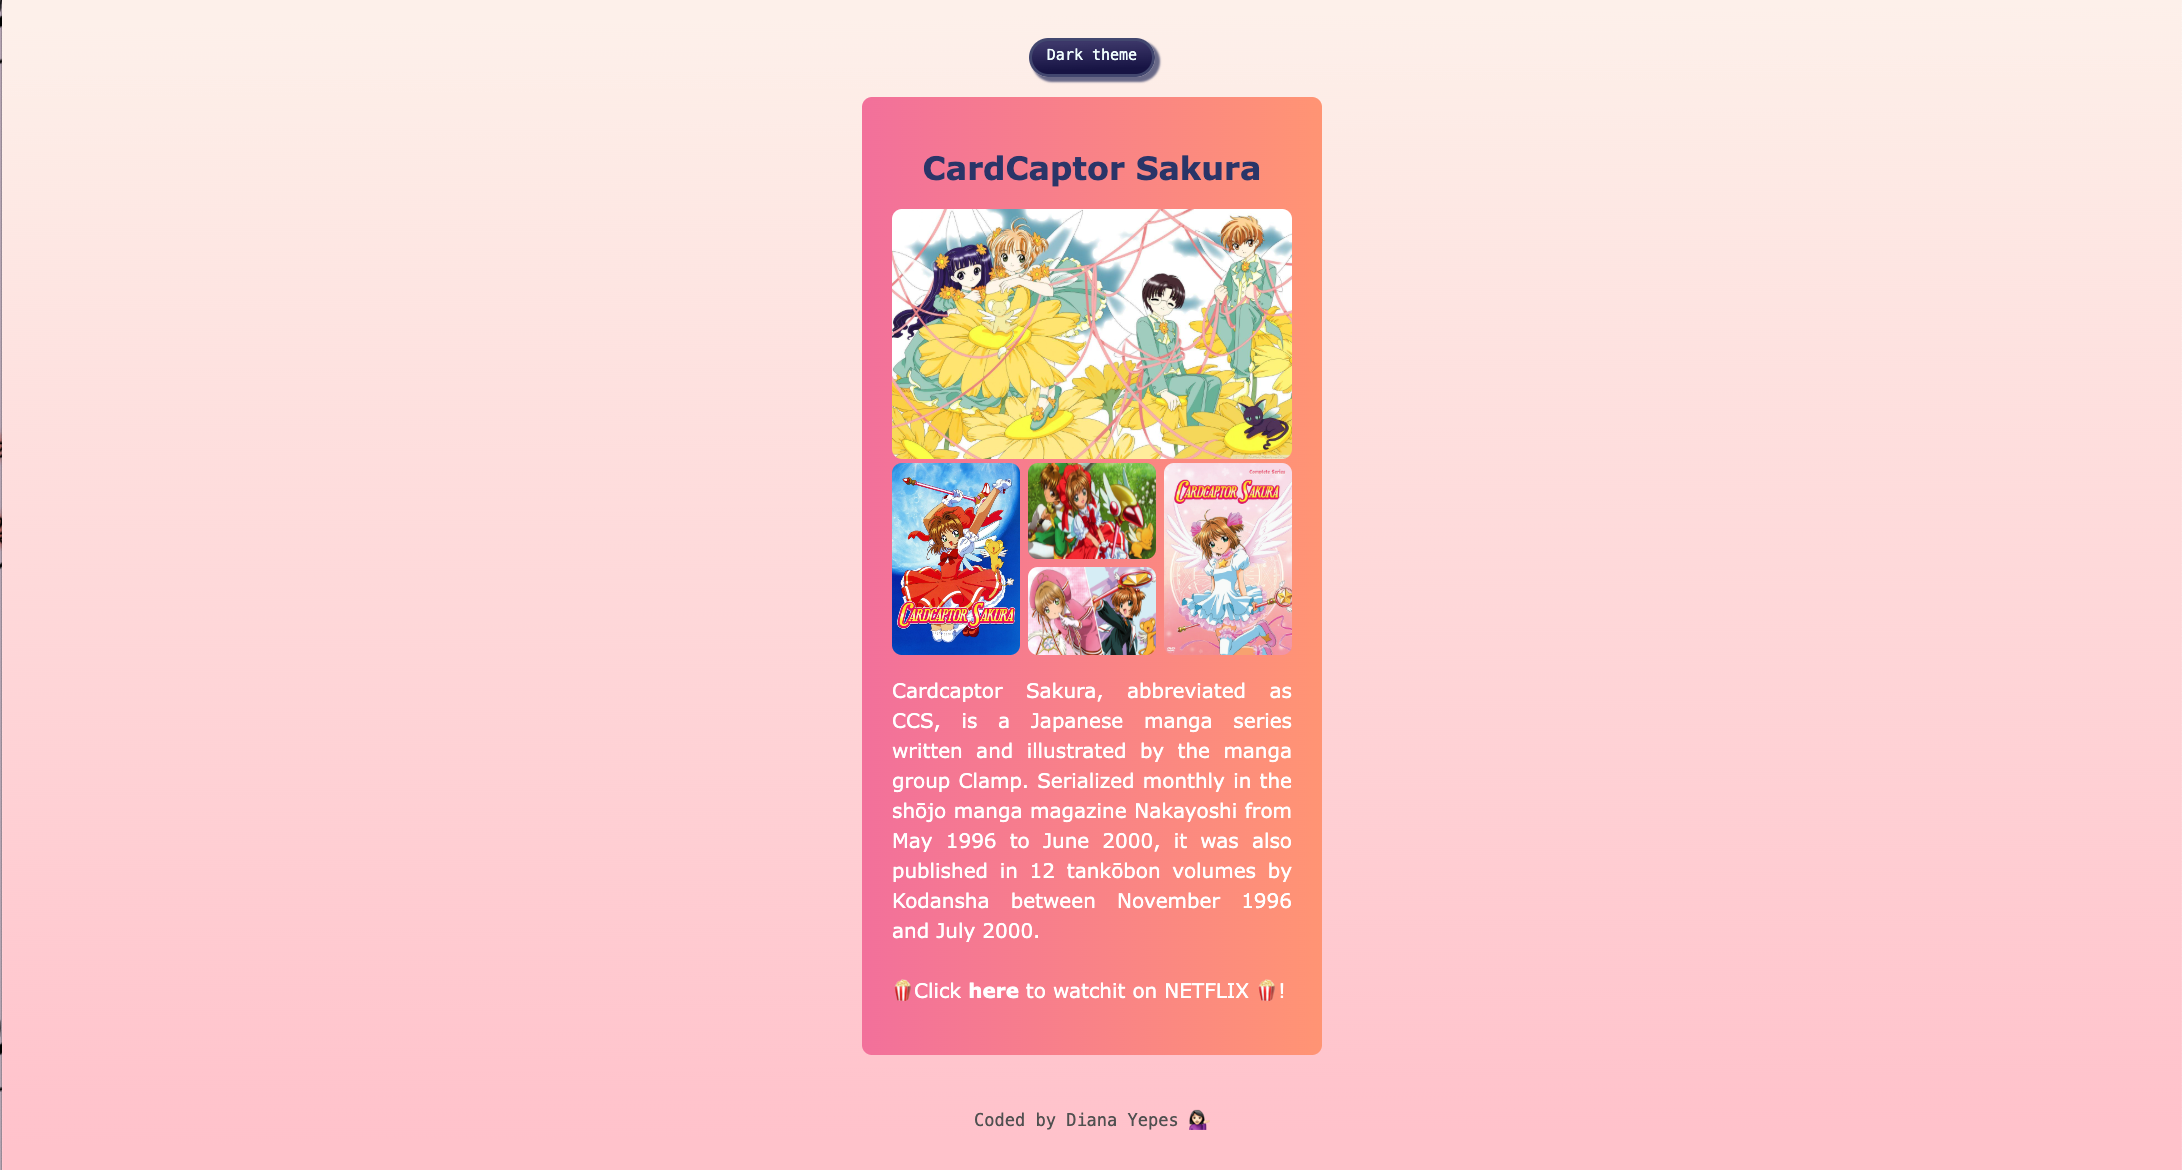 Dark theme
CardCaptor Sakura
Complete Series
CARDCAPTOR SAKURA
CARDCAPTOR SAKURA
Cardcaptor Sakura, abbreviated as
CCS, is a Japanese manga series
written and illustrated by the manga
group Clamp. Serialized monthly in the
shōjo manga magazine Nakayoshi from
May 1996 to June 2000, it was also
published in 12 tankōbon volumes by
Kodansha between November 1996
and July 2000.
🍿Click here to watchit on NETFLIX 🍿!
Coded by Diana Yepes 💁🏻‍♀️